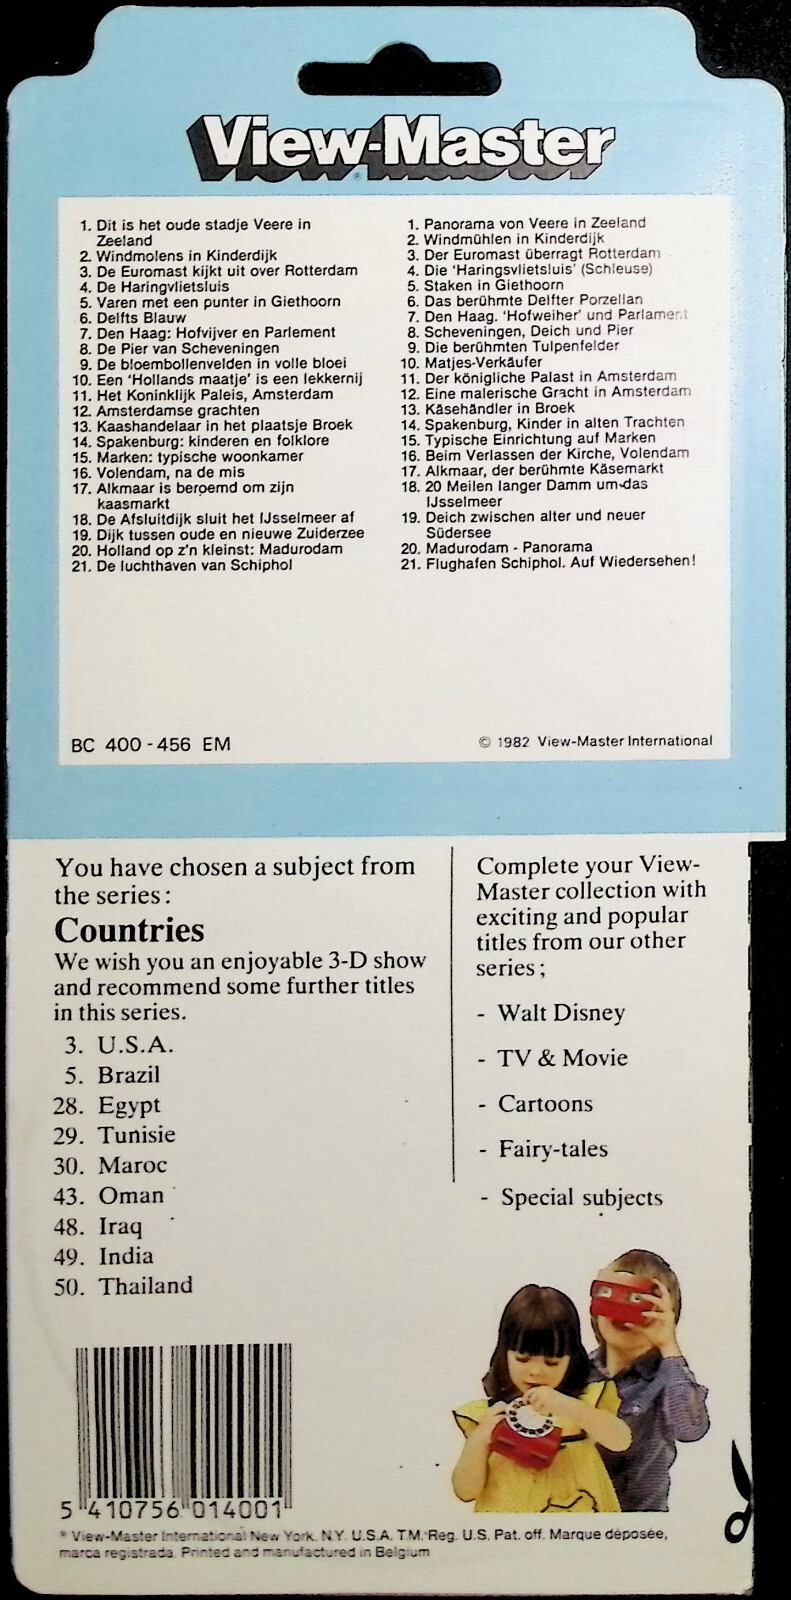 View-Master
1. Dit is het oude stadje Veere in
Zeeland
2. Windmolens in Kinderdijk
3. De Euromast kijkt uit over Rotterdam
4. De Haringvlietsluis
5. Varen met een punter in Giethoorn
6. Delfts Blauw
7. Den Haag: Hofvijver en Parlement
8. De Pier van Scheveningen
9. De bloembollenvelden in volle bloei
10. Een 'Hollands maatje' is een lekkernij
11. Het Koninklijk Paleis, Amsterdam
12. Amsterdamse grachten
13. Kaashandelaar in het plaatsje Broek
14. Spakenburg: kinderen en folklore
15. Marken: typische woonkamer
16. Volendam, na de mis
17. Alkmaar is beroemd om zijn
kaasmarkt
18. De Afsluitdijk sluit het IJsselmeer af
19. Dijk tussen oude en nieuwe Zuiderzee
20. Holland op z'n kleinst: Madurodam
21. De luchthaven van Schiphol
1. Panorama von Veere in Zeeland
2. Windmühlen in Kinderdijk
3. Der Euromast überragt Rotterdam
4. Die 'Haringsvlietsluis' (Schleuse)
5. Staken in Giethoorn
6. Das berühmte Delfter Porzellan
7. Den Haag. 'Hofweiher' und Parlament
8. Scheveningen, Deich und Pier
9. Die berühmten Tulpenfelder
10. Matjes-Verkäufer
11. Der königliche Palast in Amsterdam
12. Eine malerische Gracht in Amsterdam
13. Käsehändler in Broek
14. Spakenburg, Kinder in alten Trachten
15. Typische Einrichtung auf Marken
16. Beim Verlassen der Kirche, Volendam
17. Alkmaar, der berühmte Käsemarkt
18. 20 Meilen langer Damm um das
IJsselmeer
19. Deich zwischen alter und neuer
Südersee
20. Madurodam - Panorama
21. Flughafen Schiphol. Auf Wiedersehen!
BC 400 - 456 EM
© 1982 View-Master International
You have chosen a subject from
the series:
Countries
We wish you an enjoyable 3-D show
and recommend some further titles
in this series.
3. U.S.A.
5. Brazil
28. Egypt
29. Tunisie
30. Maroc
43. Oman
48. Iraq
49. India
50. Thailand
Complete your View-
Master collection with
exciting and popular
titles from our other
series;
- Walt Disney
- TV & Movie
- Cartoons
- Fairy-tales
- Special subjects
5 410756 014001
* View-Master International New York. N.Y. U.S.A. T.M. Reg. U.S. Pat. off. Marque déposée,
marca registrada. Printed and manufactured in Belgium